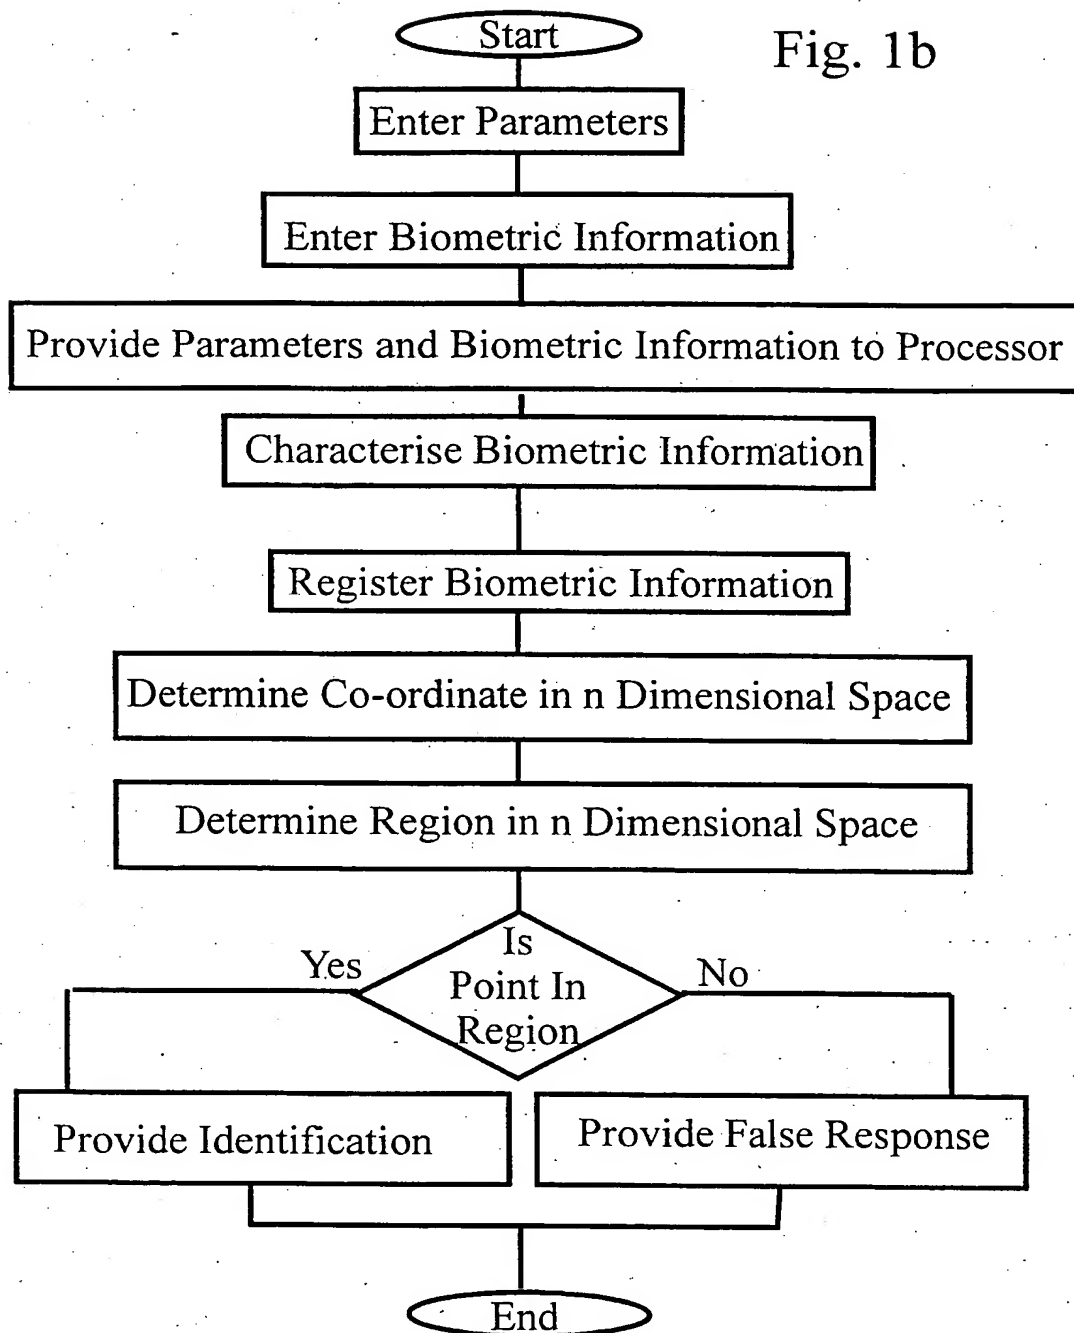 Start
Fig. 1b
Enter Parameters
Enter Biometric Information
Provide Parameters and Biometric Information to Processor
Characterise Biometric Information
Register Biometric Information
Determine Co-ordinate in n Dimensional Space
Determine Region in n Dimensional Space
Is
Point In
Region
Yes
No
Provide Identification
Provide False Response
End